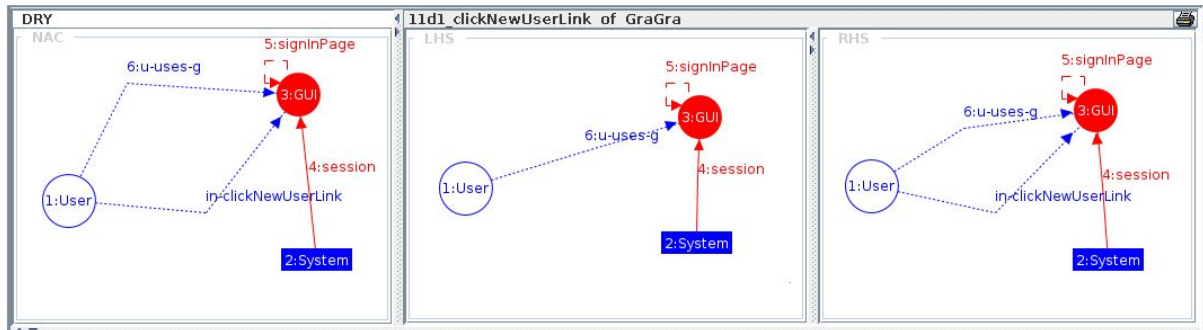 DRY
11d1_clickNewUserLink of GraGra
NAC
5:signInPage
6:u-uses-g
3:GUI
4:session
1:User
in-clickNewUserLink
2:System
LHS
5:signInPage
3:GUI
6:u-uses-g
4:session
1:User
2:System
RHS
5:signInPage
6:u-uses-g
3:GUI
4:session
1:User
in-clickNewUserLink
2:System